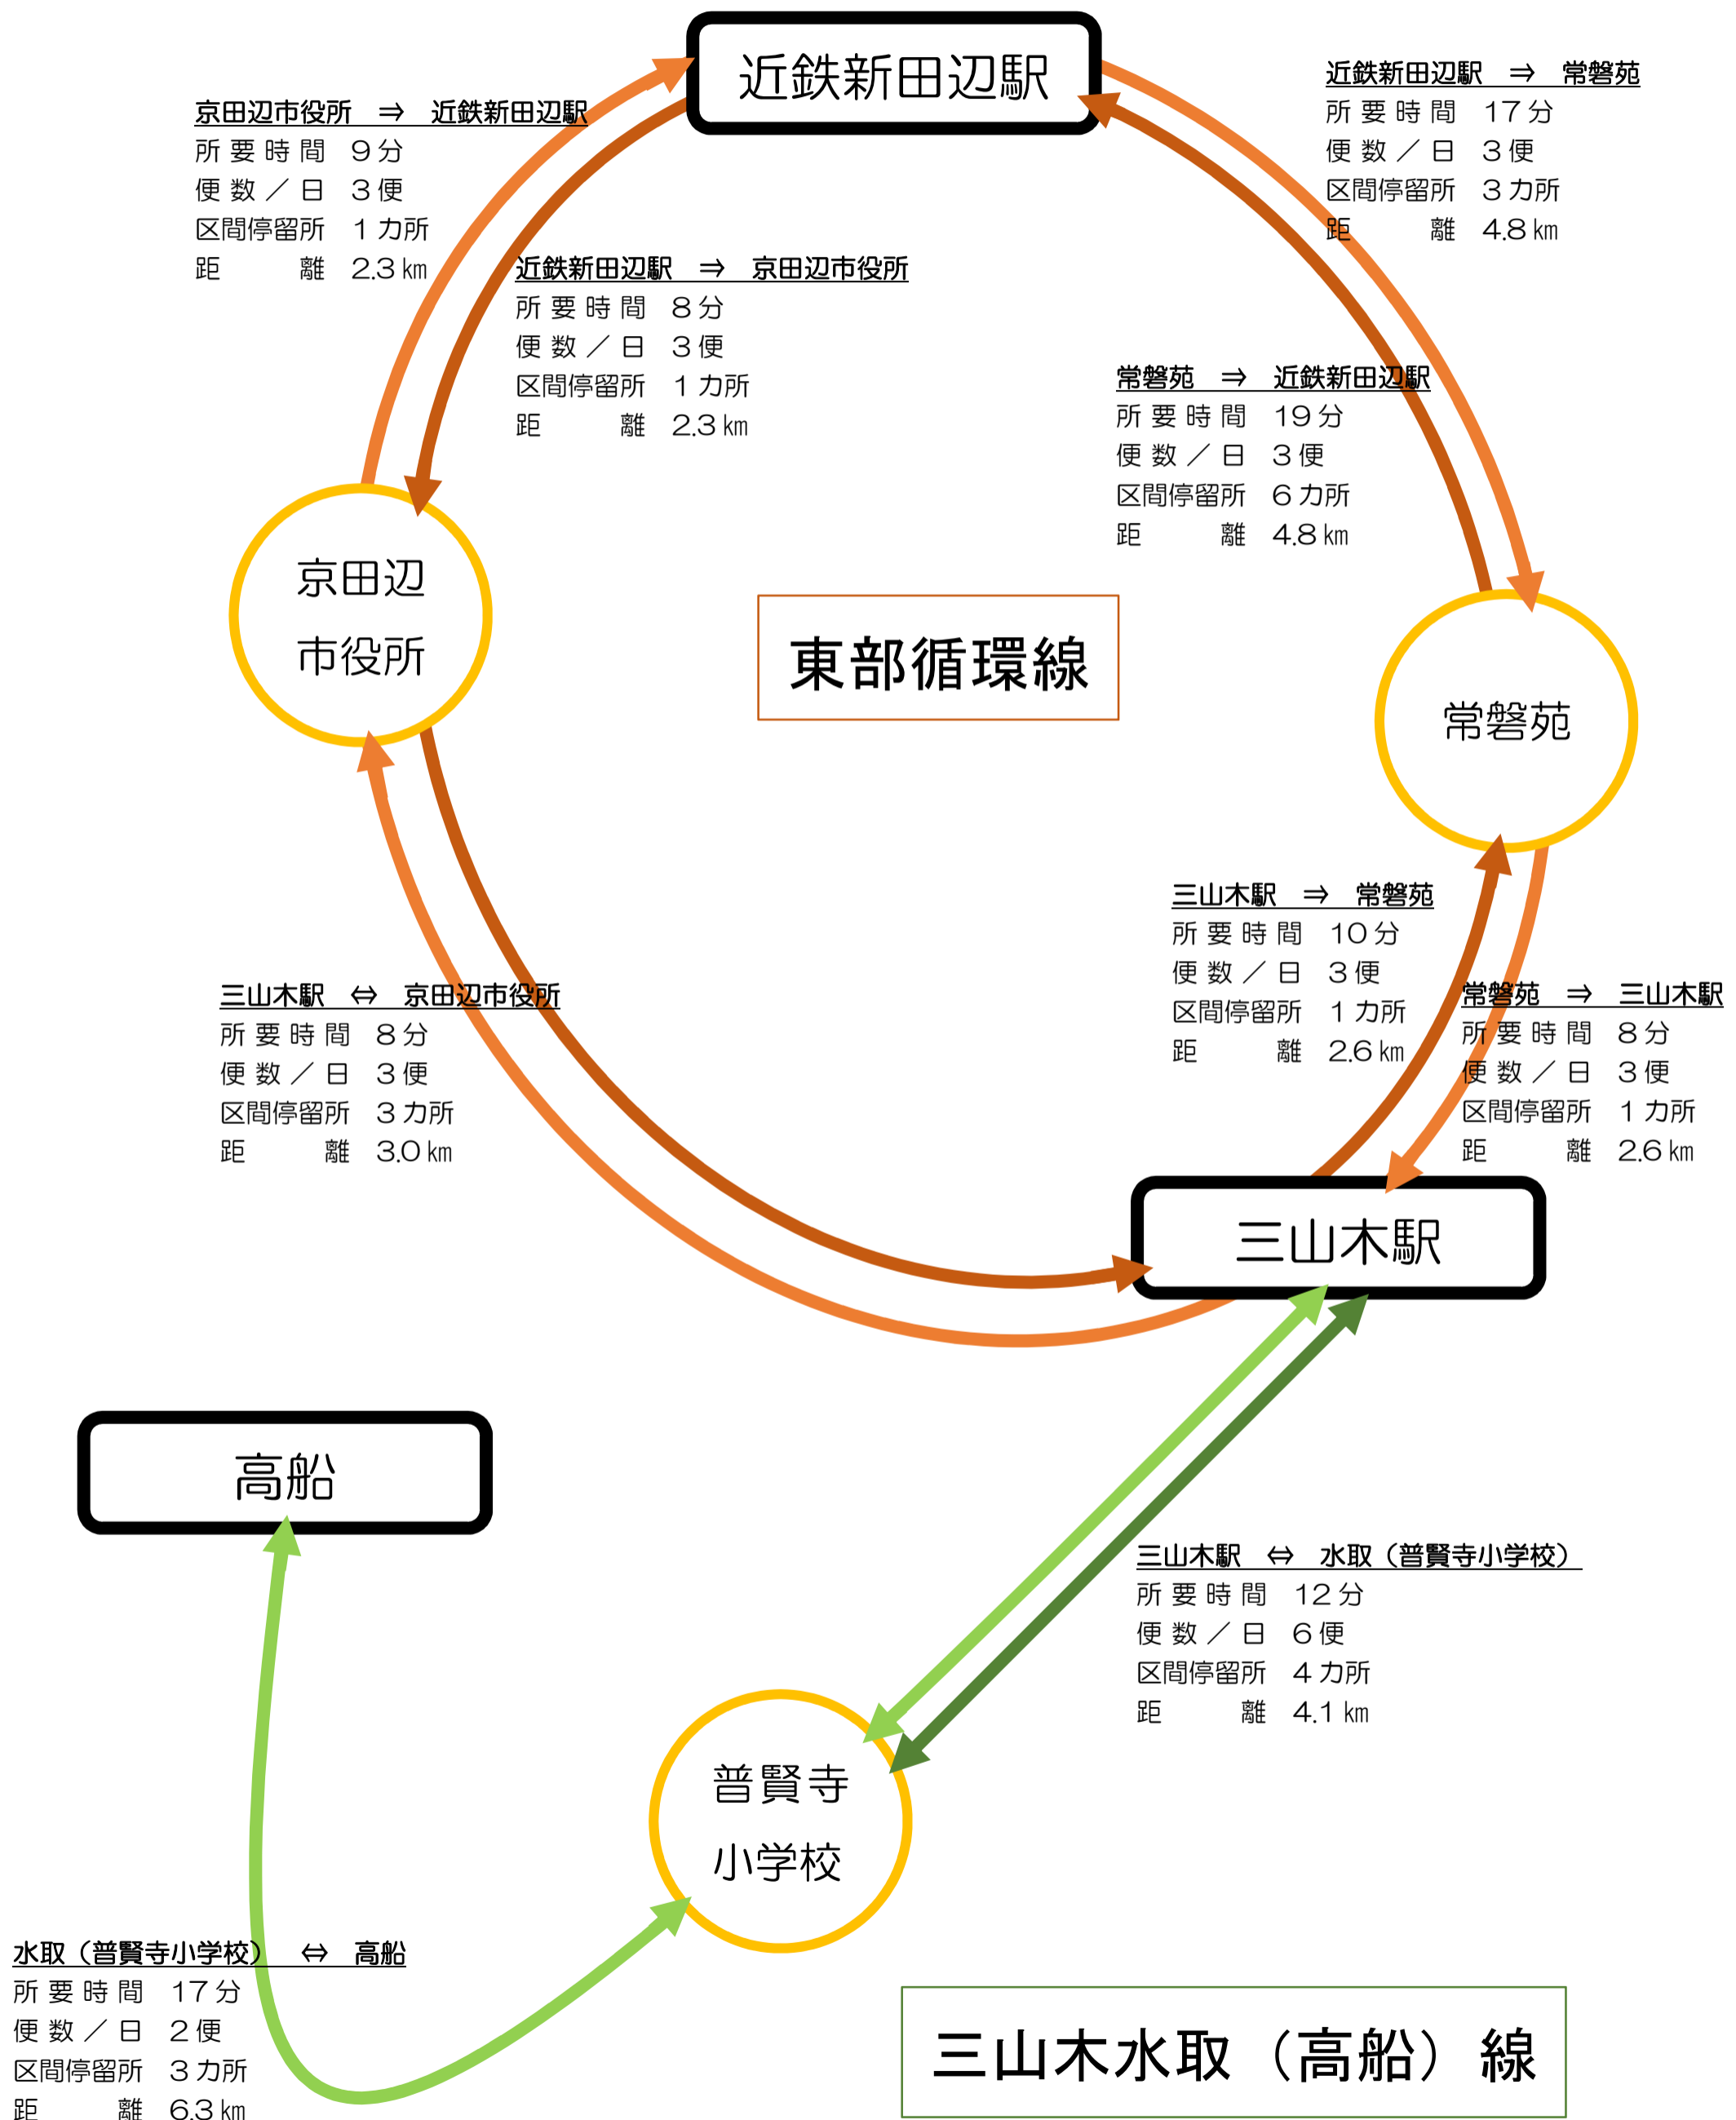 近鉄新田辺駅
近鉄新田辺駅　⇒　常磐苑
所要時間　17分
便数／日　3便
区間停留所　3カ所
距離　4.8㎞
京田辺市役所　⇒　近鉄新田辺駅
所要時間　9分
便数／日　3便
区間停留所　1カ所
距離　2.3㎞
近鉄新田辺駅　⇒　京田辺市役所
所要時間　8分
便数／日　3便
区間停留所　1カ所
距離　2.3㎞
常磐苑　⇒　近鉄新田辺駅
所要時間　19分
便数／日　3便
区間停留所　6カ所
距離　4.8㎞
京田辺
市役所
東部循環線
常磐苑
三山木駅　⇒　常磐苑
所要時間　10分
便数／日　3便
区間停留所　1カ所
距離　2.6㎞
常磐苑　⇒　三山木駅
所要時間　8分
便数／日　3便
区間停留所　1カ所
距離　2.6㎞
三山木駅　⇔　京田辺市役所
所要時間　8分
便数／日　3便
区間停留所　3カ所
距離　3.0㎞
三山木駅
高船
三山木駅　⇔　水取（普賢寺小学校）
所要時間　12分
便数／日　6便
区間停留所　4カ所
距離　4.1㎞
普賢寺
小学校
水取（普賢寺小学校）　⇔　高船
所要時間　17分
便数／日　2便
区間停留所　3カ所
距離　6.3㎞
三山木水取（高船）線